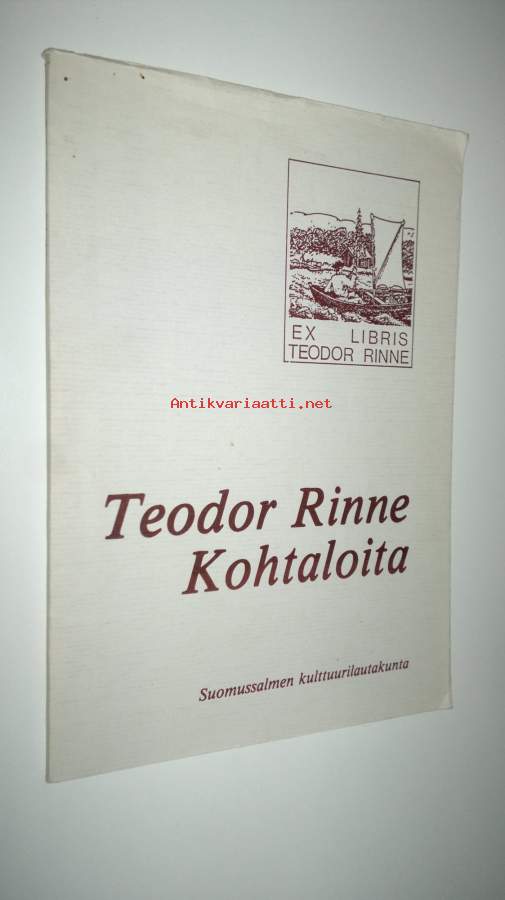 EX LIBRIS
TEODOR RINNE
Antikvariaatti.net
Teodor Rinne
Kohtaloita
Suomussalmen kulttuurilautakunta